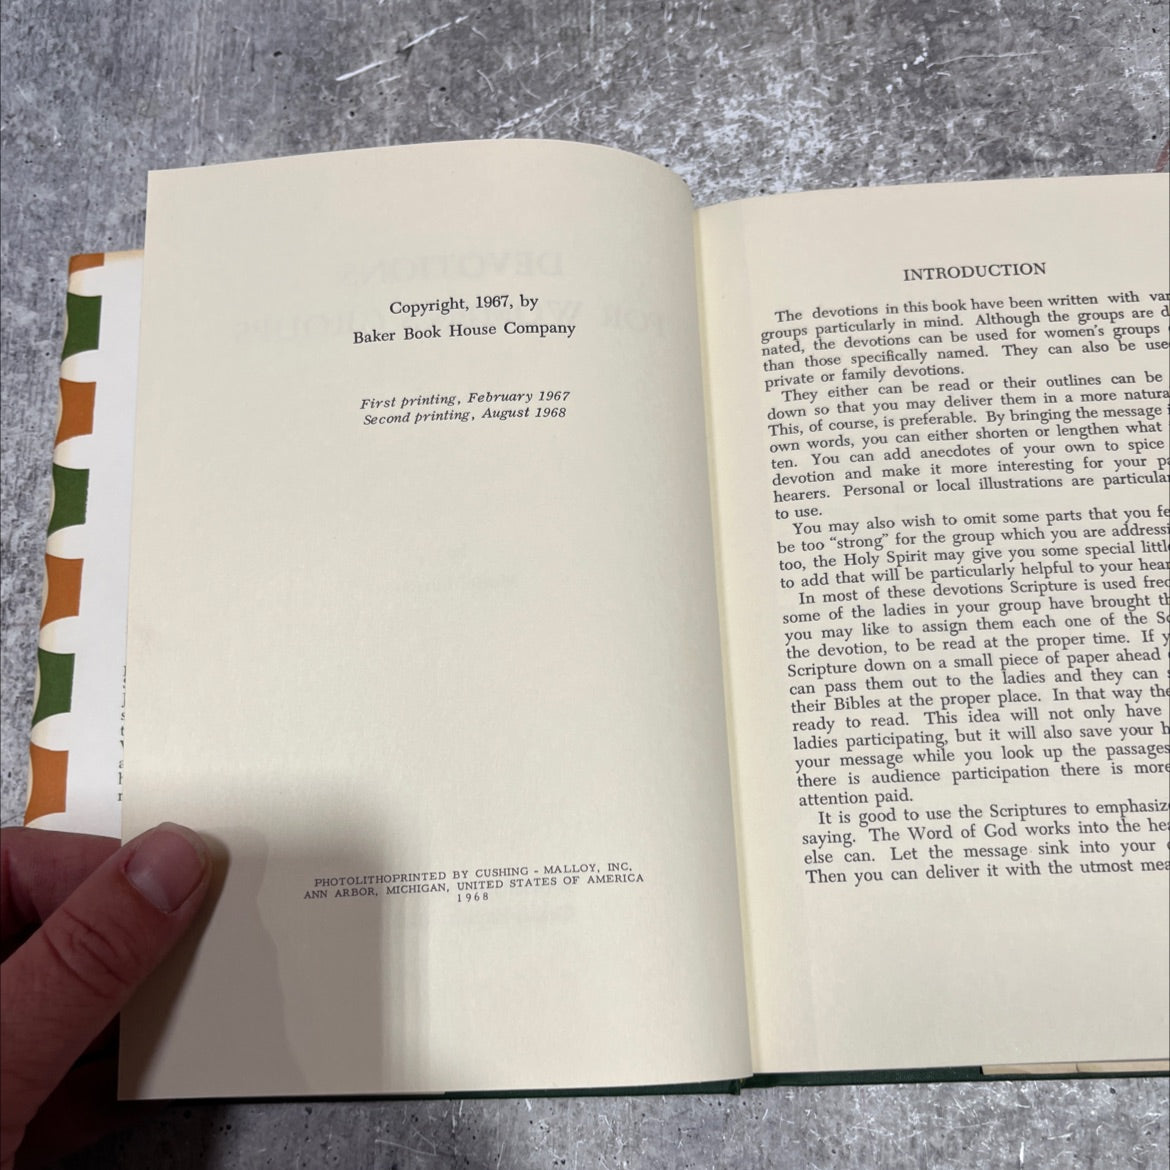 Copyright, 1967, by
Baker Book House Company
First printing, February 1967
Second printing, August 1968
PHOTOLITHOPRINTED BY CUSHING - MALLOY, INC.
ANN ARBOR, MICHIGAN, UNITED STATES OF AMERICA
1968
INTRODUCTION
The devotions in this book have been written with
groups particularly in mind. Although the groups are
nated, the devotions can be used for women's groups
than those specifically named. They can also be
private or family devotions.
They either can be read or their outlines can be
down so that you may deliver them in a more
This, of course, is preferable. By bringing the message
own words, you can either shorten or lengthen what
ten. You can add anecdotes of your own to spice
devotion and make it more interesting for your
hearers. Personal or local illustrations are
to use.
You may also wish to omit some parts that you
be too "strong" for the group which you are
too, the Holy Spirit may give you some special
to add that will be particularly helpful to your
In most of these devotions Scripture is used
some of the ladies in your group have brought
you may like to assign them each one of the
the devotion, to be read at the proper time. If
Scripture down on a small piece of paper ahead
can pass them out to the ladies and they can
their Bibles at the proper place. In that way
ready to read. This idea will not only have
ladies participating, but it will also save your
your message while you look up the passages
there is audience participation there is more
attention paid.
It is good to use the Scriptures to
saying. The Word of God works into the
else can. Let the message sink into your
Then you can deliver it with the utmost